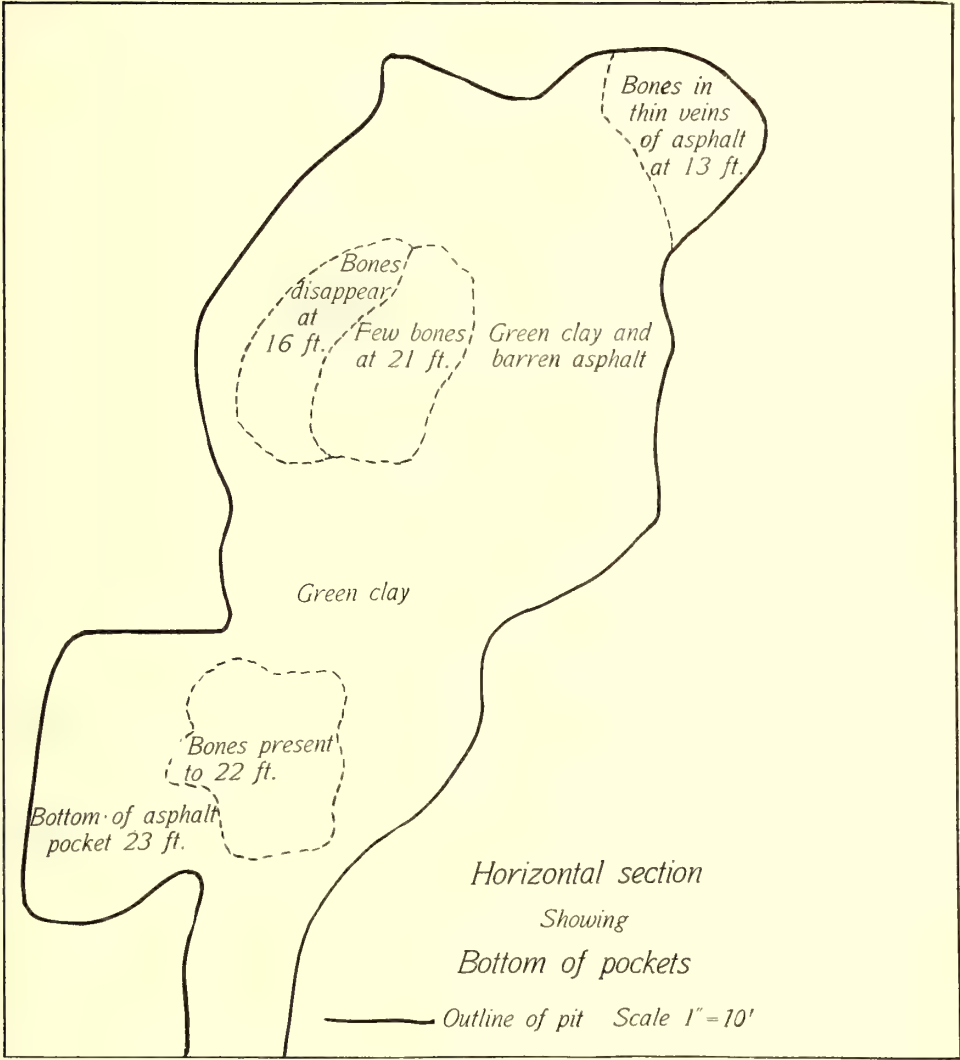 Bones in
thin veins
of asphalt
at 13 ft.
Bones
disappear
at
16 ft.
Few bones
at 21 ft.
Green clay and
barren asphalt
Green clay
Bones present
to 22 ft.
Bottom of asphalt
pocket 23 ft.
Horizontal section
Showing
Bottom of pockets
Outline of pit Scale 1" = 10'